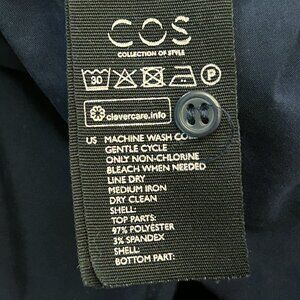 COS
COLLECTION OF STYLE
30
P
clevercare.info
US MACHINE WASH
GENTLE CYCLE
ONLY NON-CHLORINE
BLEACH WHEN NEEDED
LINE DRY
MEDIUM IRON
DRY CLEAN
SHELL:
TOP PARTS:
97% POLYESTER
3% SPANDEX
SHELL:
BOTTOM PART: